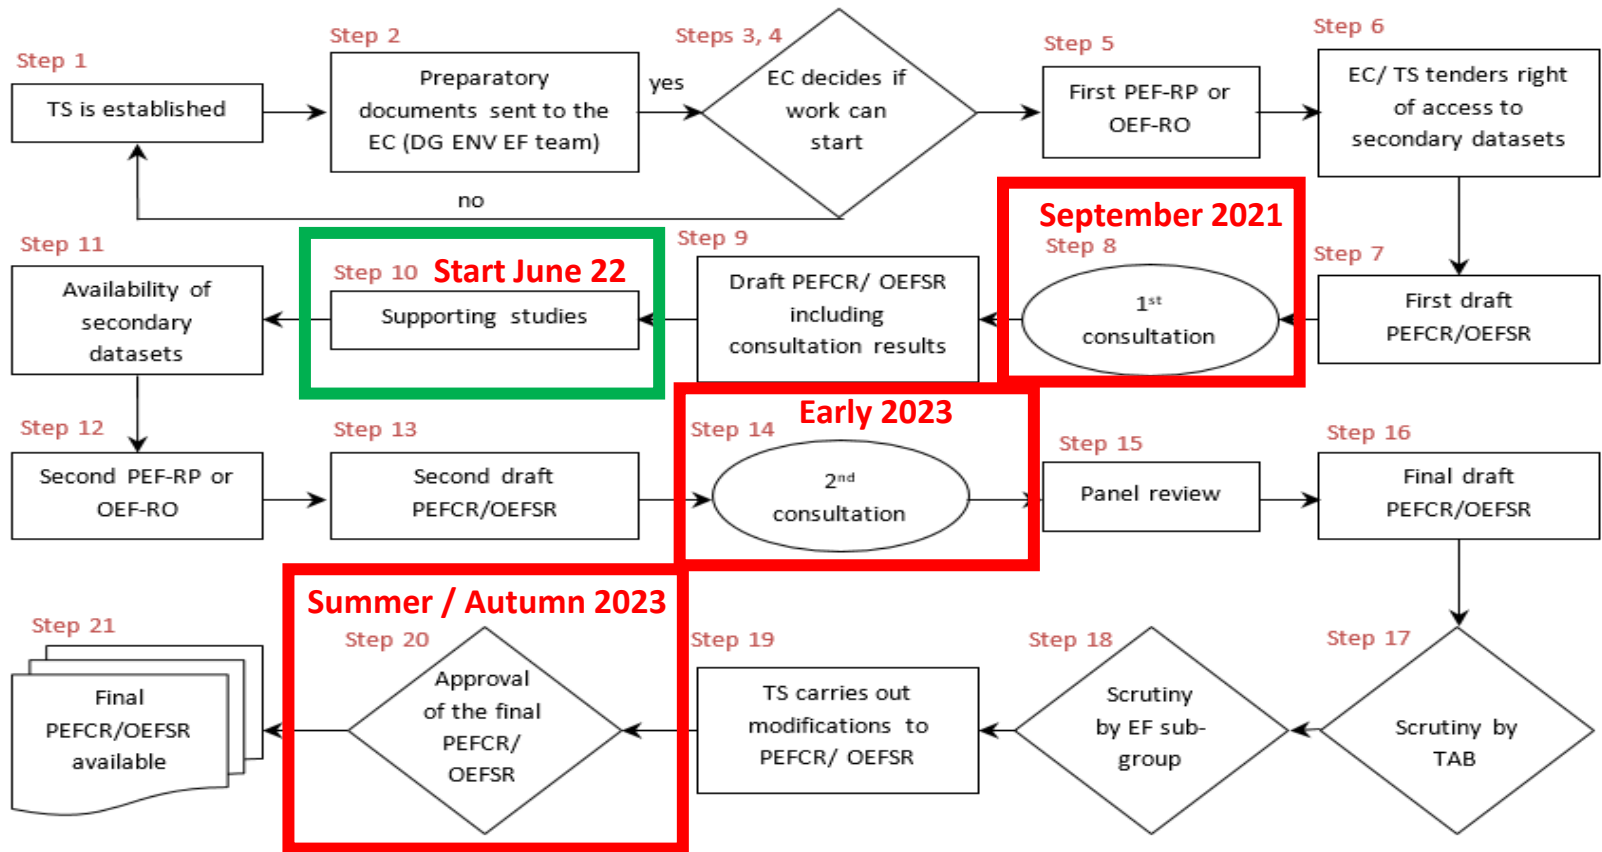 Step 1
TS is established
Step 2
Preparatory
documents sent to the
EC (DG ENV EF team)
yes
Steps 3, 4
EC decides if
work can
start
no
Step 5
First PEF-RP or
OEF-RO
Step 6
EC/ TS tenders right
of access to
secondary datasets
Step 7
First draft
PEFCR/OEFSR
September 2021
Step 8
1st
consultation
Step 9
Draft PEFCR/ OEFSR
including
consultation results
Step 10
Start June 22
Supporting studies
Step 11
Availability of
secondary
datasets
Step 12
Second PEF-RP or
OEF-RO
Step 13
Second draft
PEFCR/OEFSR
Early 2023
Step 14
2nd
consultation
Step 15
Panel review
Step 16
Final draft
PEFCR/OEFSR
Step 17
Scrutiny by
TAB
Step 18
Scrutiny
by EF sub-
group
Step 19
TS carries out
modifications to
PEFCR/ OEFSR
Summer / Autumn 2023
Step 20
Approval
of the final
PEFCR/
OEFSR
Step 21
Final
PEFCR/OEFSR
available